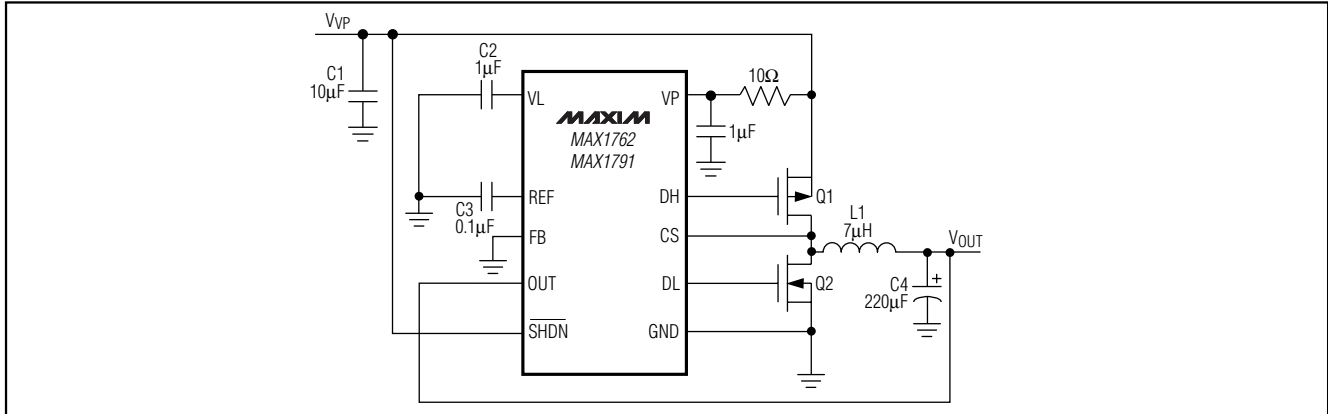 VVP
C1
10μF
C2
1μF
VL
VP
10Ω
1μF
MAXIM
MAX1762
MAX1791
REF
C3
0.1μF
DH
Q1
FB
CS
L1
7μH
VOUT
OUT
DL
Q2
C4
220μF
+
SHDN
GND